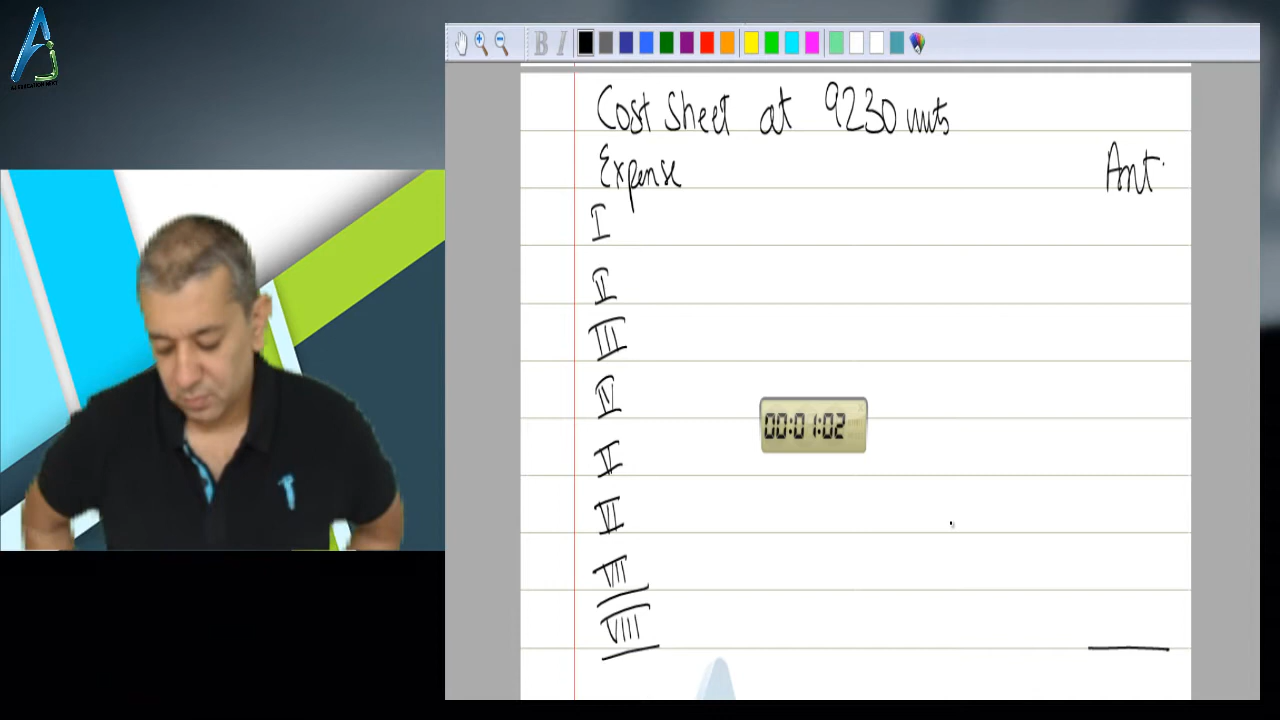 B I
Cost Sheet at 9230 units
Expense Amt.
I
II
III
IV
V
VI
00:01:02
VII
VIII